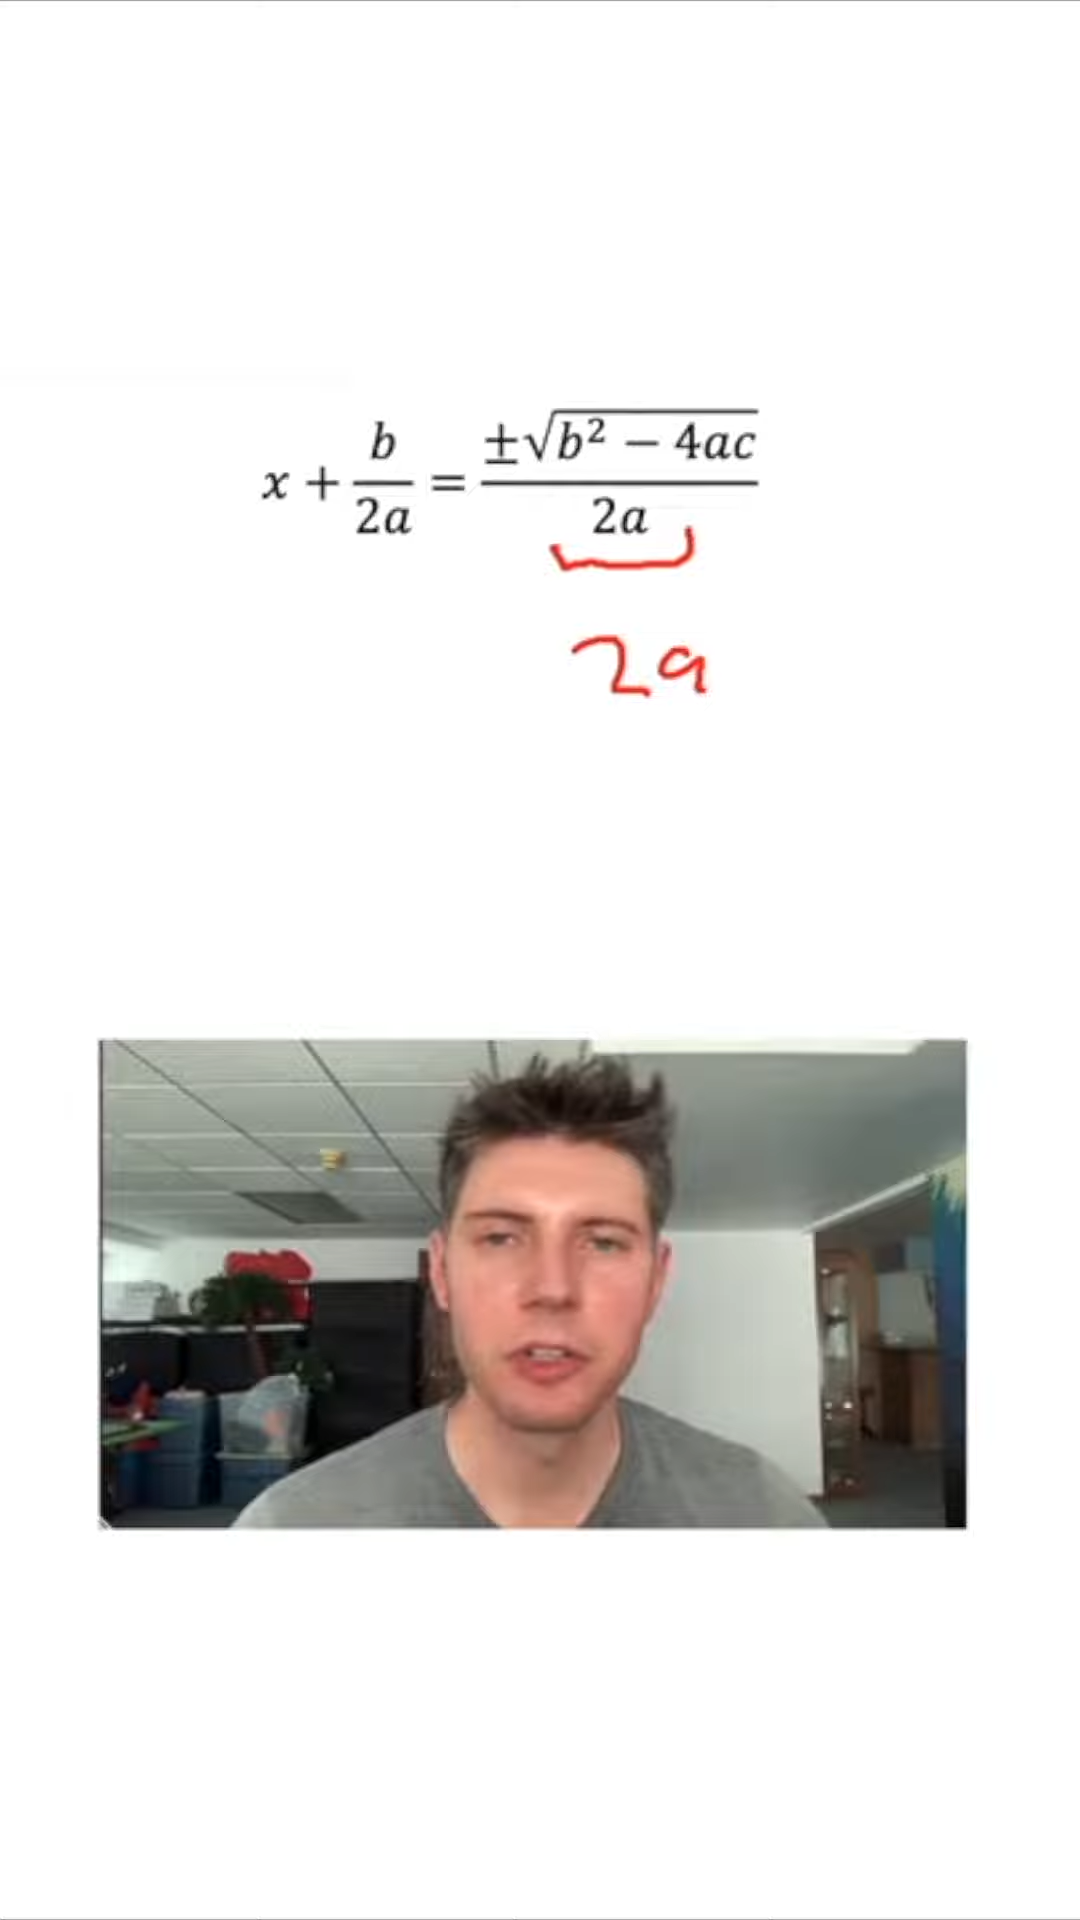 x + b/2a = ±√b² − 4ac/2a
2a